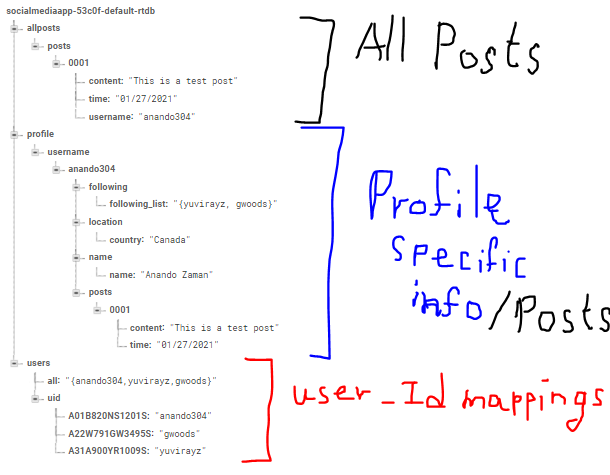 socialmediaapp-53c0f-default-rtdb
allposts
posts
0001
content: "This is a test post"
time: "01/27/2021"
username: "anando304"
All Posts
profile
username
anando304
following
following_list: "{yuvirayz, gwoods}"
location
country: "Canada"
name
name: "Anando Zaman"
posts
0001
content: "This is a test post"
time: "01/27/2021"
Profile
specific
info/Posts
users
all: "{anando304,yuvirayz,gwoods}"
uid
A01B820NS1201S: "anando304"
A22W791GW3495S: "gwoods"
A31A900YR1009S: "yuvirayz"
user_Id mappings